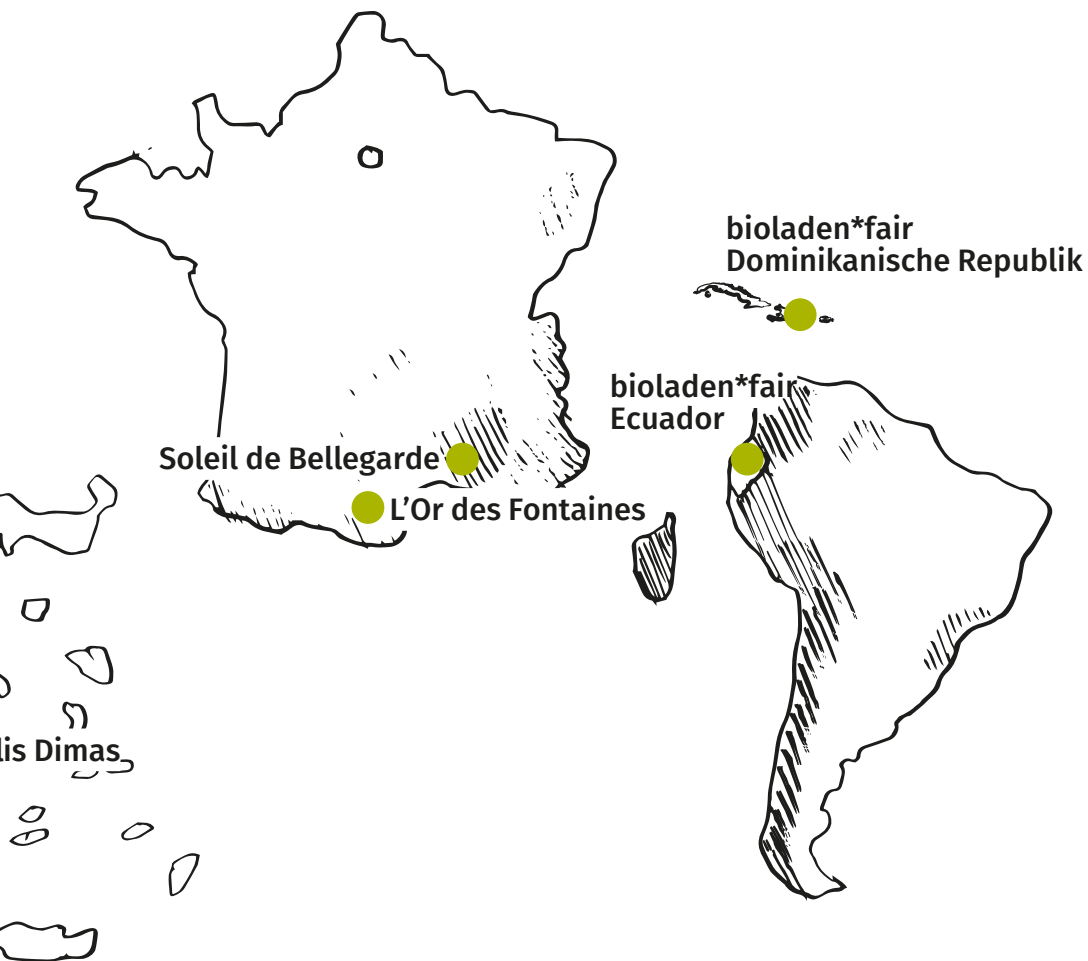 bioladen*fair
Dominikanische Republik
bioladen*fair
Ecuador
Soleil de Bellegarde
L’Or des Fontaines
lis Dimas